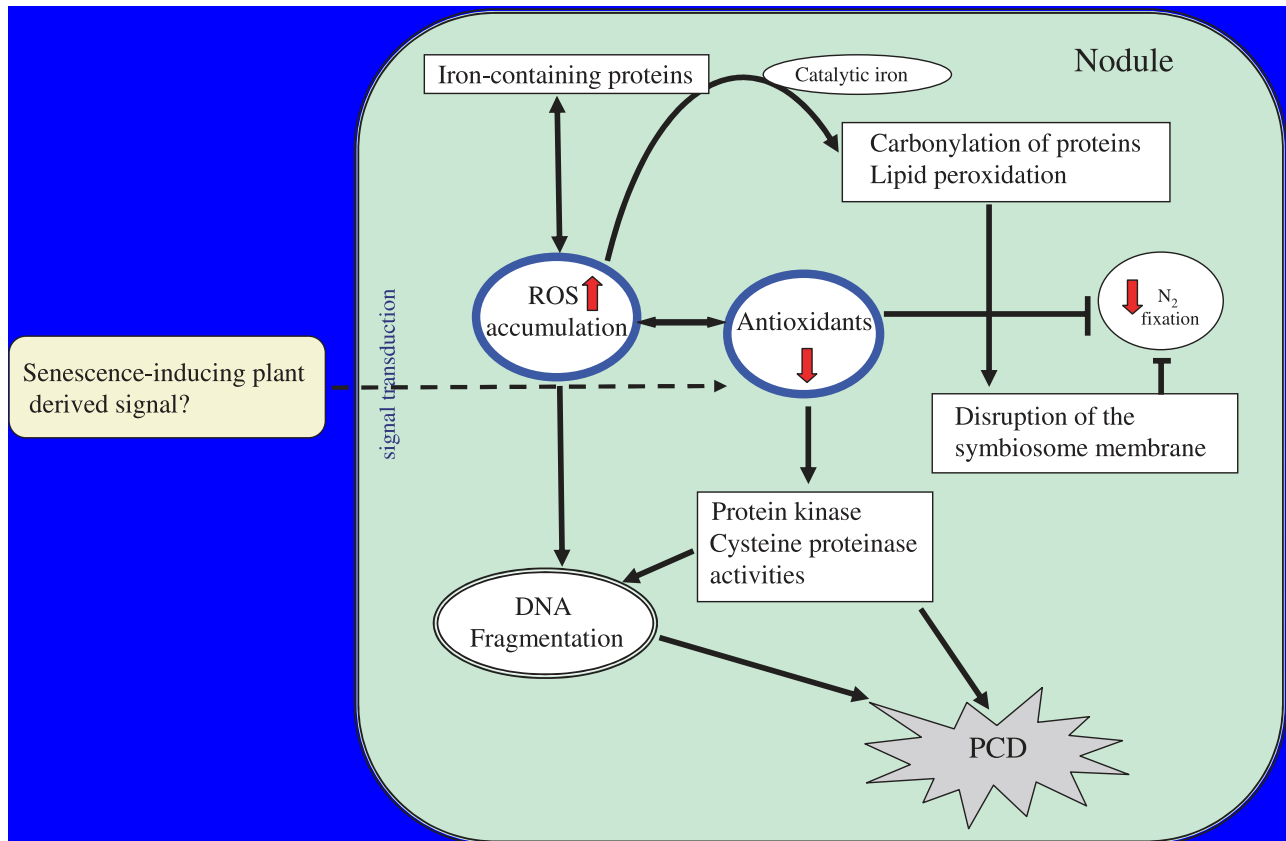 Nodule
Iron-containing proteins
Catalytic iron
Carbonylation of proteins
Lipid peroxidation
ROS
accumulation
Antioxidants
N₂
fixation
signal transduction
Senescence-inducing plant
derived signal?
Disruption of the
symbiosome membrane
Protein kinase
Cysteine proteinase
activities
DNA
Fragmentation
PCD